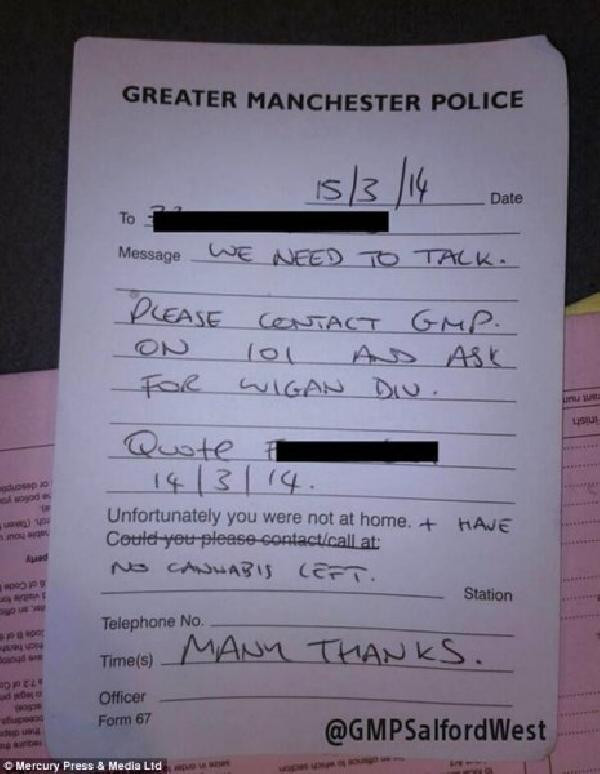 GREATER MANCHESTER POLICE
15/3/14 Date
To
Message WE NEED TO TALK.
PLEASE CONTACT GMP.
ON 101 AND ASK
FOR WIGAN DIV.
Quote
14/3/14.
Unfortunately you were not at home. + HAVE
Could you please contact/call at:
NO CANNABIS LEFT.
Station
Telephone No.
Time(s) MANY THANKS.
Officer
Form 67
@GMPSalfordWest
© Mercury Press & Media Ltd